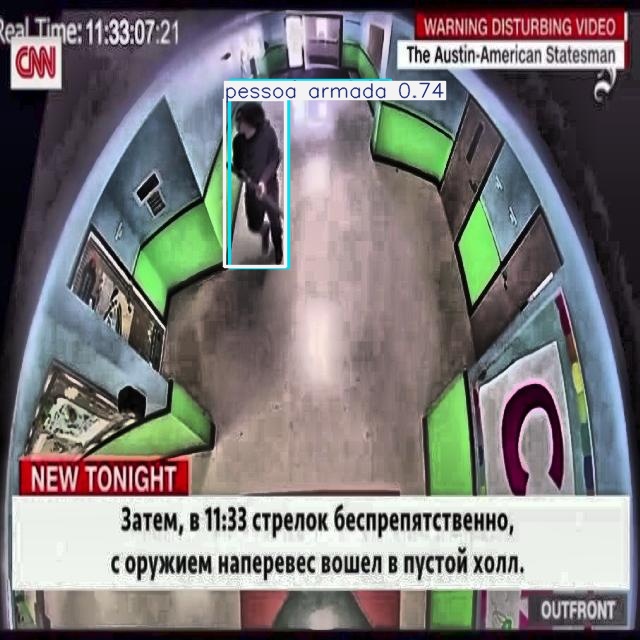 Real Time: 11:33:07:21
CNN
WARNING DISTURBING VIDEO
The Austin-American Statesman
pessoa armada 0.74
C
NEW TONIGHT
Затем, в 11:33 стрелок беспрепятственно,
с оружием наперевес вошел в пустой холл.
OUTFRONT